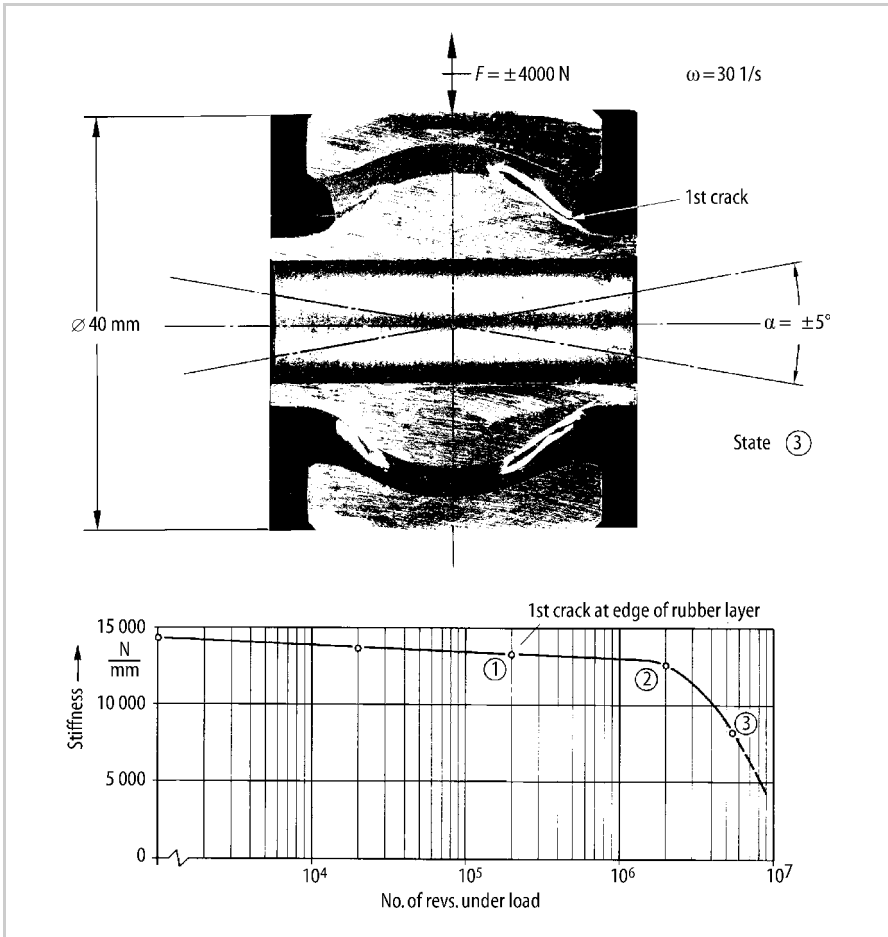 F = ±4000 N
ω = 30 1/s
1st crack
∅ 40 mm
α = ±5°
State ③
1st crack at edge of rubber layer
15 000
N
mm
10 000
5 000
0
Stiffness →
①
②
③
10⁴
10⁵
10⁶
10⁷
No. of revs. under load